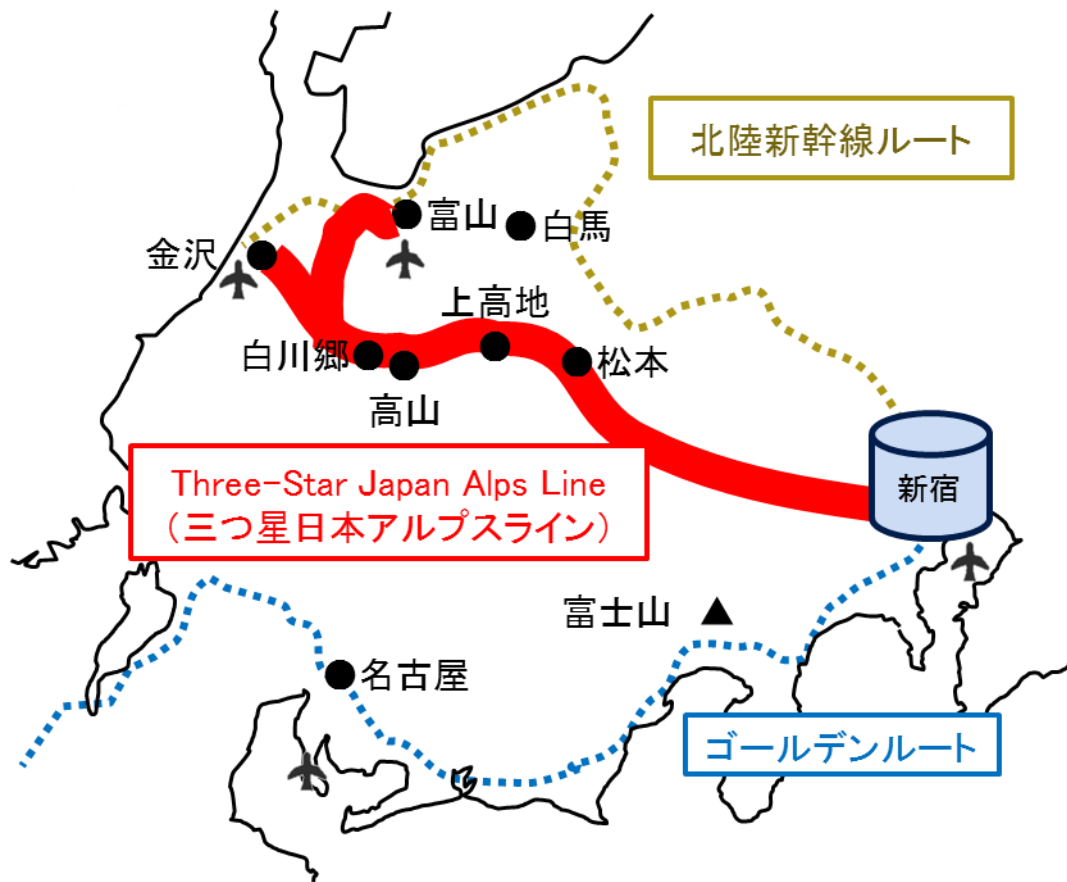 北陸新幹線ルート
富山
白馬
金沢
上高地
白川郷
松本
高山
Three-Star Japan Alps Line
（三つ星日本アルプスライン）
新宿
富士山
名古屋
ゴールデンルート